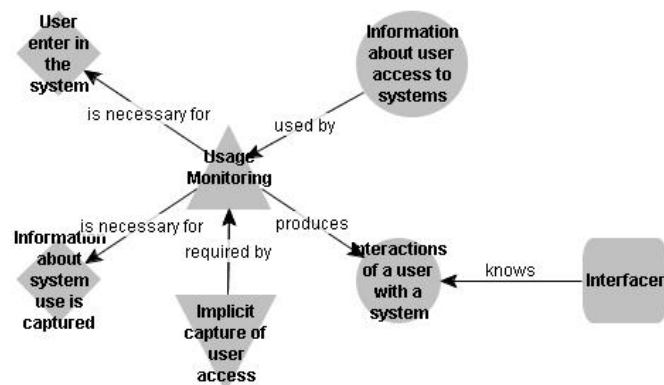 User
enter in
the
system
Information
about user
access to
systems
is necessary for
used by
Usage
Monitoring
is necessary for
produces
Information
about
system
use is
captured
required by
Interactions
of a user
with a
system
knows
Interfacer
Implicit
capture of
user
access